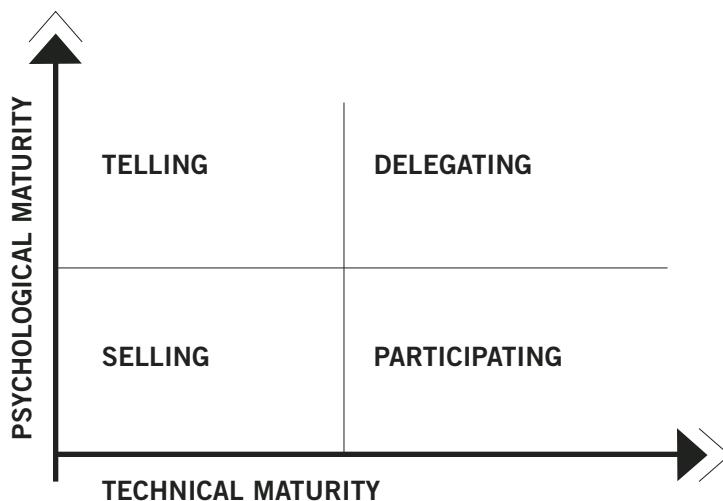 PSYCHOLOGICAL MATURITY
TELLING
DELEGATING
SELLING
PARTICIPATING
TECHNICAL MATURITY